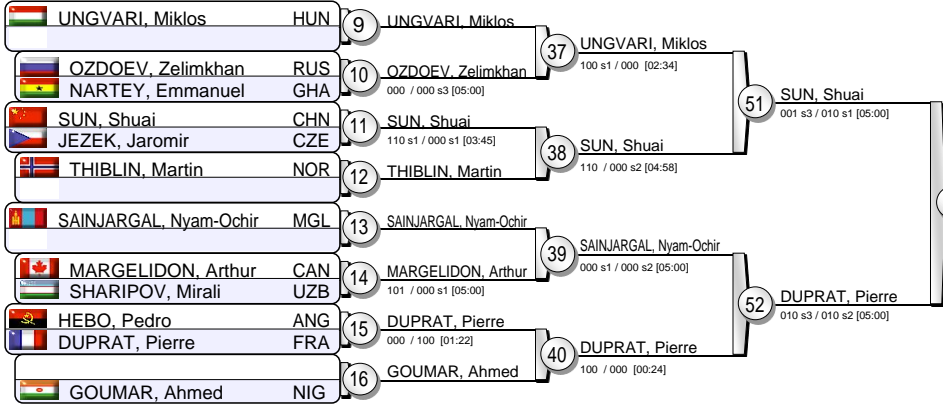 UNGVARI, Miklos HUN
9
OZDOEV, Zelimkhan RUS
NARTEY, Emmanuel GHA
10
SUN, Shuai CHN
JEZEK, Jaromir CZE
11
THIBLIN, Martin NOR
12
SAINJARGAL, Nyam-Ochir MGL
13
MARGELIDON, Arthur CAN
SHARIPOV, Mirali UZB
14
HEBO, Pedro ANG
DUPRAT, Pierre FRA
15
GOUMAR, Ahmed NIG
16
UNGVARI, Miklos
OZDOEV, Zelimkhan
000 / 000 s3 [05:00]
37
SUN, Shuai
110 s1 / 000 s1 [03:45]
THIBLIN, Martin
38
SAINJARGAL, Nyam-Ochir
MARGELIDON, Arthur
101 / 000 s1 [05:00]
39
DUPRAT, Pierre
000 / 100 [01:22]
GOUMAR, Ahmed
40
UNGVARI, Miklos
100 s1 / 000 [02:34]
SUN, Shuai
110 / 000 s2 [04:58]
51
SAINJARGAL, Nyam-Ochir
000 s1 / 000 s2 [05:00]
DUPRAT, Pierre
100 / 000 [00:24]
52
SUN, Shuai
001 s3 / 010 s1 [05:00]
DUPRAT, Pierre
010 s3 / 010 s2 [05:00]